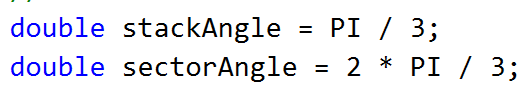 double stackAngle = PI / 3;
double sectorAngle = 2 * PI / 3;